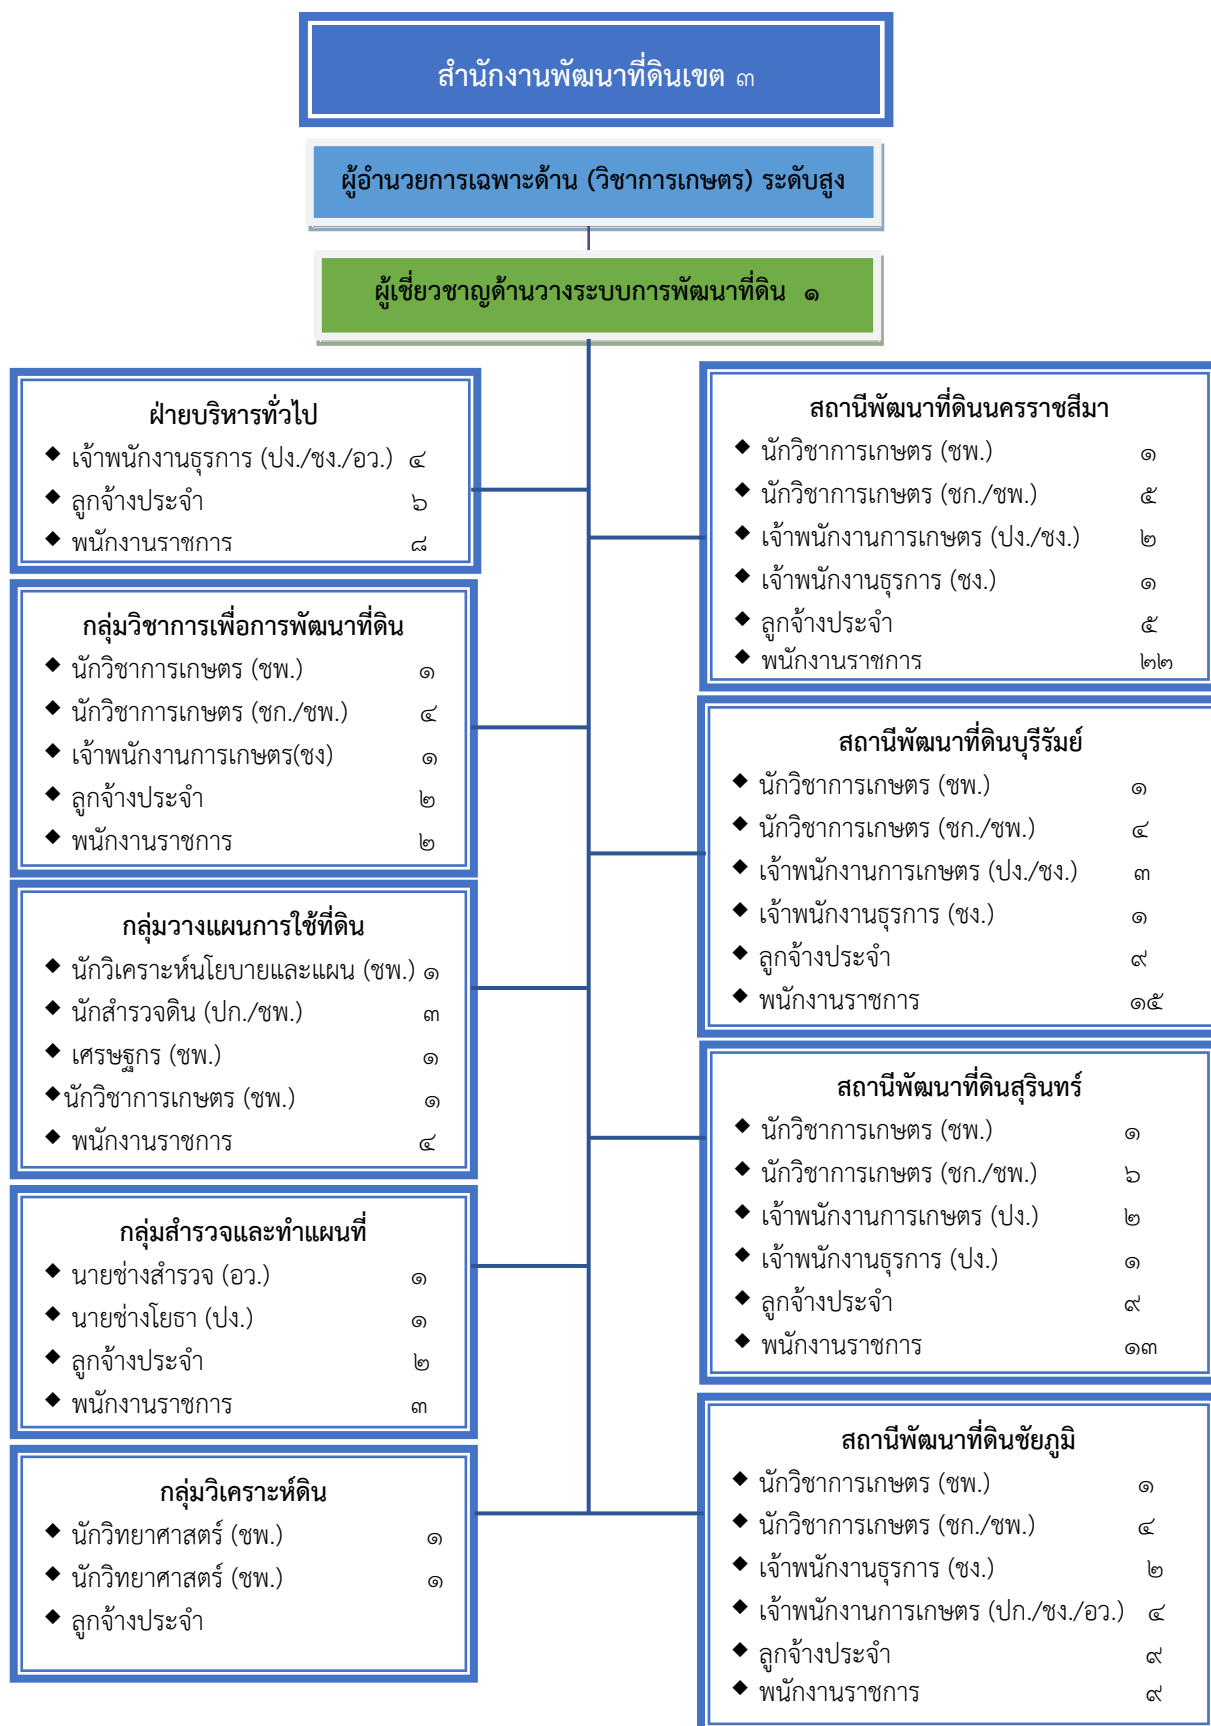 สำนักงานพัฒนาที่ดินเขต ๓
ผู้อำนวยการเฉพาะด้าน (วิชาการเกษตร) ระดับสูง
ผู้เชี่ยวชาญด้านวางระบบการพัฒนาที่ดิน ๑
ฝ่ายบริหารทั่วไป
◆ เจ้าพนักงานธุรการ (ปง./ชง./อว.) ๔
◆ ลูกจ้างประจำ ๖
◆ พนักงานราชการ ๘
กลุ่มวิชาการเพื่อการพัฒนาที่ดิน
◆ นักวิชาการเกษตร (ชพ.) ๑
◆ นักวิชาการเกษตร (ชก./ชพ.) ๔
◆ เจ้าพนักงานการเกษตร(ชง) ๑
◆ ลูกจ้างประจำ ๒
◆ พนักงานราชการ ๒
กลุ่มวางแผนการใช้ที่ดิน
◆ นักวิเคราะห์นโยบายและแผน (ชพ.) ๑
◆ นักสำรวจดิน (ปก./ชพ.) ๓
◆ เศรษฐกร (ชพ.) ๑
◆นักวิชาการเกษตร (ชพ.) ๑
◆ พนักงานราชการ ๔
กลุ่มสำรวจและทำแผนที่
◆ นายช่างสำรวจ (อว.) ๑
◆ นายช่างโยธา (ปง.) ๑
◆ ลูกจ้างประจำ ๒
◆ พนักงานราชการ ๓
กลุ่มวิเคราะห์ดิน
◆ นักวิทยาศาสตร์ (ชพ.) ๑
◆ นักวิทยาศาสตร์ (ชพ.) ๑
◆ ลูกจ้างประจำ
สถานีพัฒนาที่ดินนครราชสีมา
◆ นักวิชาการเกษตร (ชพ.) ๑
◆ นักวิชาการเกษตร (ชก./ชพ.) ๕
◆ เจ้าพนักงานการเกษตร (ปง./ชง.) ๒
◆ เจ้าพนักงานธุรการ (ชง.) ๑
◆ ลูกจ้างประจำ ๕
◆ พนักงานราชการ ๒๒
สถานีพัฒนาที่ดินบุรีรัมย์
◆ นักวิชาการเกษตร (ชพ.) ๑
◆ นักวิชาการเกษตร (ชก./ชพ.) ๔
◆ เจ้าพนักงานการเกษตร (ปง./ชง.) ๓
◆ เจ้าพนักงานธุรการ (ชง.) ๑
◆ ลูกจ้างประจำ ๙
◆ พนักงานราชการ ๑๕
สถานีพัฒนาที่ดินสุรินทร์
◆ นักวิชาการเกษตร (ชพ.) ๑
◆ นักวิชาการเกษตร (ชก./ชพ.) ๖
◆ เจ้าพนักงานการเกษตร (ปง.) ๒
◆ เจ้าพนักงานธุรการ (ปง.) ๑
◆ ลูกจ้างประจำ ๙
◆ พนักงานราชการ ๑๓
สถานีพัฒนาที่ดินชัยภูมิ
◆ นักวิชาการเกษตร (ชพ.) ๑
◆ นักวิชาการเกษตร (ชก./ชพ.) ๔
◆ เจ้าพนักงานธุรการ (ชง.) ๒
◆ เจ้าพนักงานการเกษตร (ปก./ชง./อว.) ๔
◆ ลูกจ้างประจำ ๙
◆ พนักงานราชการ ๙